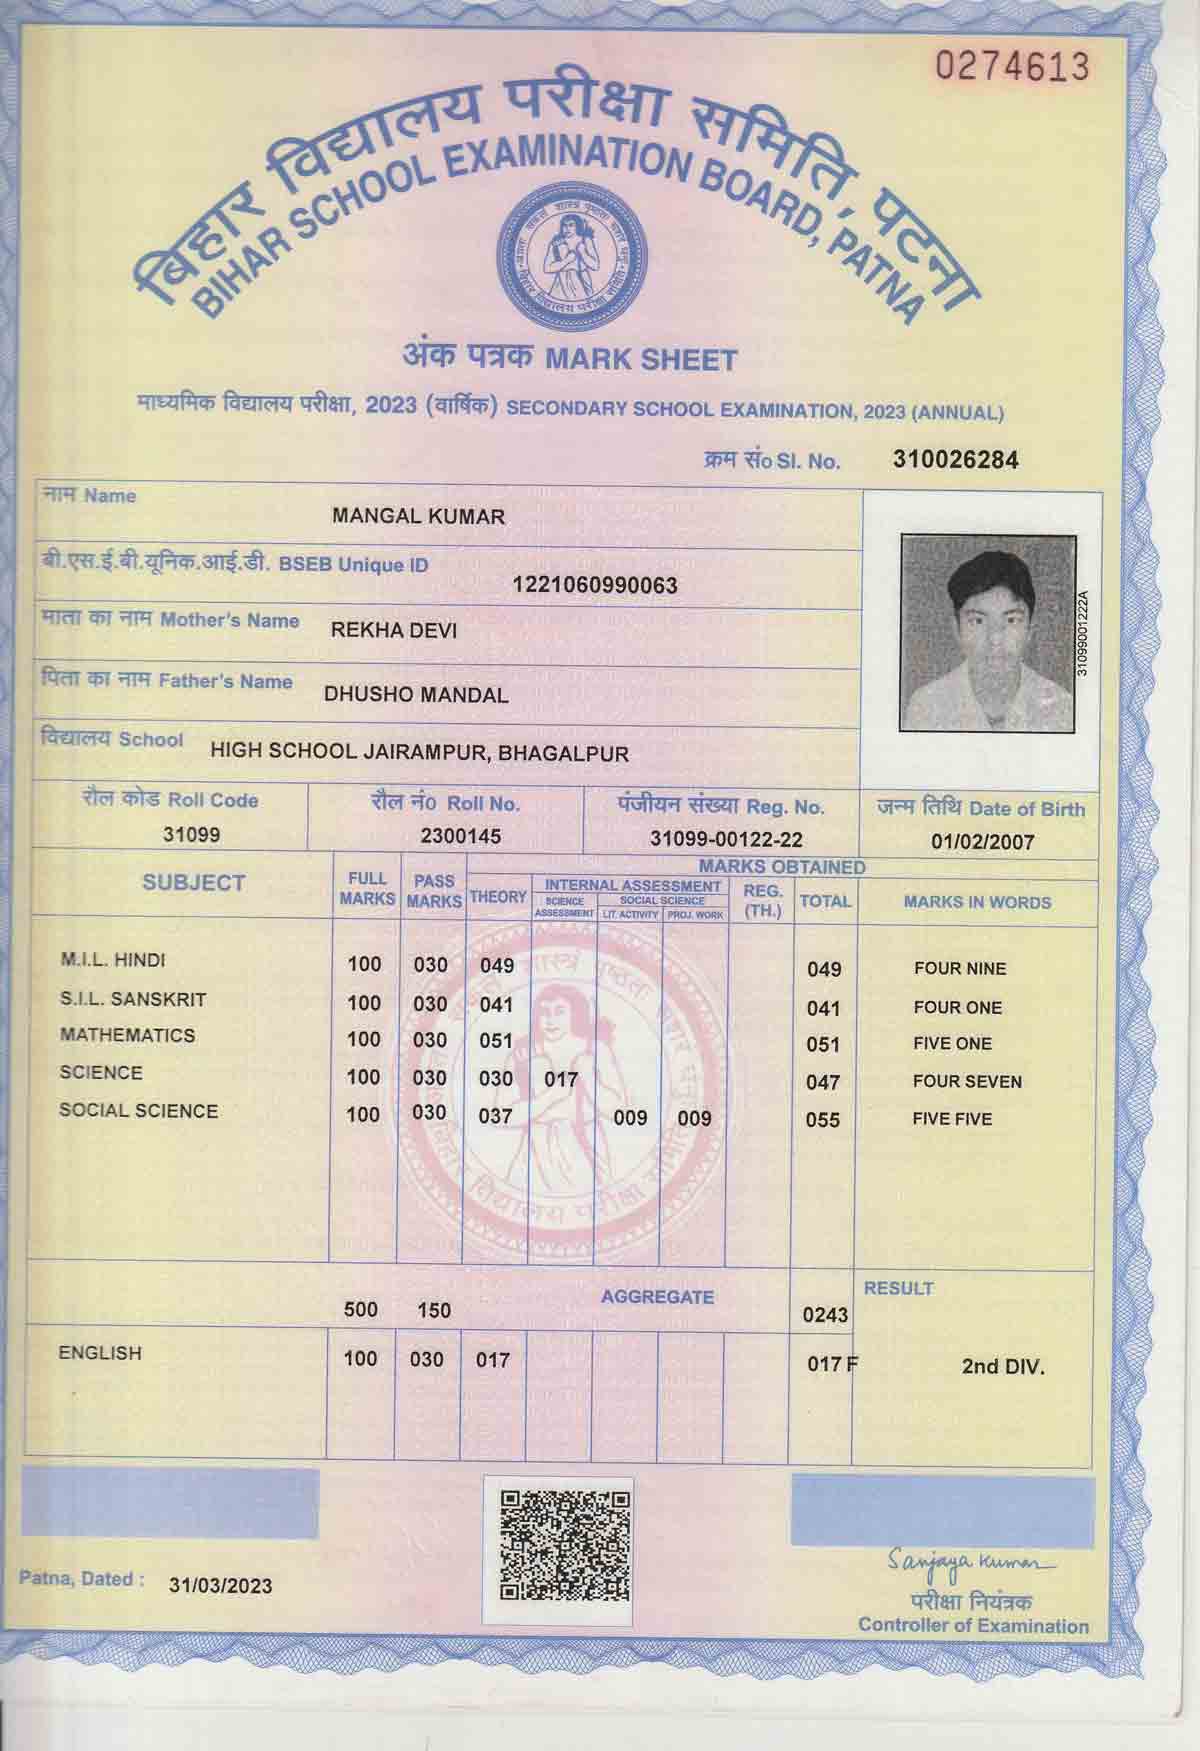 0274613
बिहार विद्यालय परीक्षा समिति, पटना
BIHAR SCHOOL EXAMINATION BOARD, PATNA
अंक पत्रक MARK SHEET
माध्यमिक विद्यालय परीक्षा, 2023 (वार्षिक) SECONDARY SCHOOL EXAMINATION, 2023 (ANNUAL)
क्रम सं० Sl. No. 310026284
नाम Name MANGAL KUMAR
बी.एस.ई.बी.यूनिक.आई.डी. BSEB Unique ID 1221060990063
माता का नाम Mother's Name REKHA DEVI
पिता का नाम Father's Name DHUSHO MANDAL
विद्यालय School HIGH SCHOOL JAIRAMPUR, BHAGALPUR
31099001222A
रौल कोड Roll Code रौल नं० Roll No. पंजीयन संख्या Reg. No. जन्म तिथि Date of Birth
31099 2300145 31099-00122-22 01/02/2007
MARKS OBTAINED
SUBJECT FULL MARKS PASS MARKS THEORY INTERNAL ASSESSMENT REG. (TH.) TOTAL MARKS IN WORDS
SCIENCE ASSESSMENT SOCIAL SCIENCE
LIT. ACTIVITY PROJ. WORK
M.I.L. HINDI 100 030 049 049 FOUR NINE
S.I.L. SANSKRIT 100 030 041 041 FOUR ONE
MATHEMATICS 100 030 051 051 FIVE ONE
SCIENCE 100 030 030 017 047 FOUR SEVEN
SOCIAL SCIENCE 100 030 037 009 009 055 FIVE FIVE
500 150 AGGREGATE 0243 RESULT
ENGLISH 100 030 017 017 F 2nd DIV.
Patna, Dated : 31/03/2023
Sanjaya Kumar
परीक्षा नियंत्रक
Controller of Examination